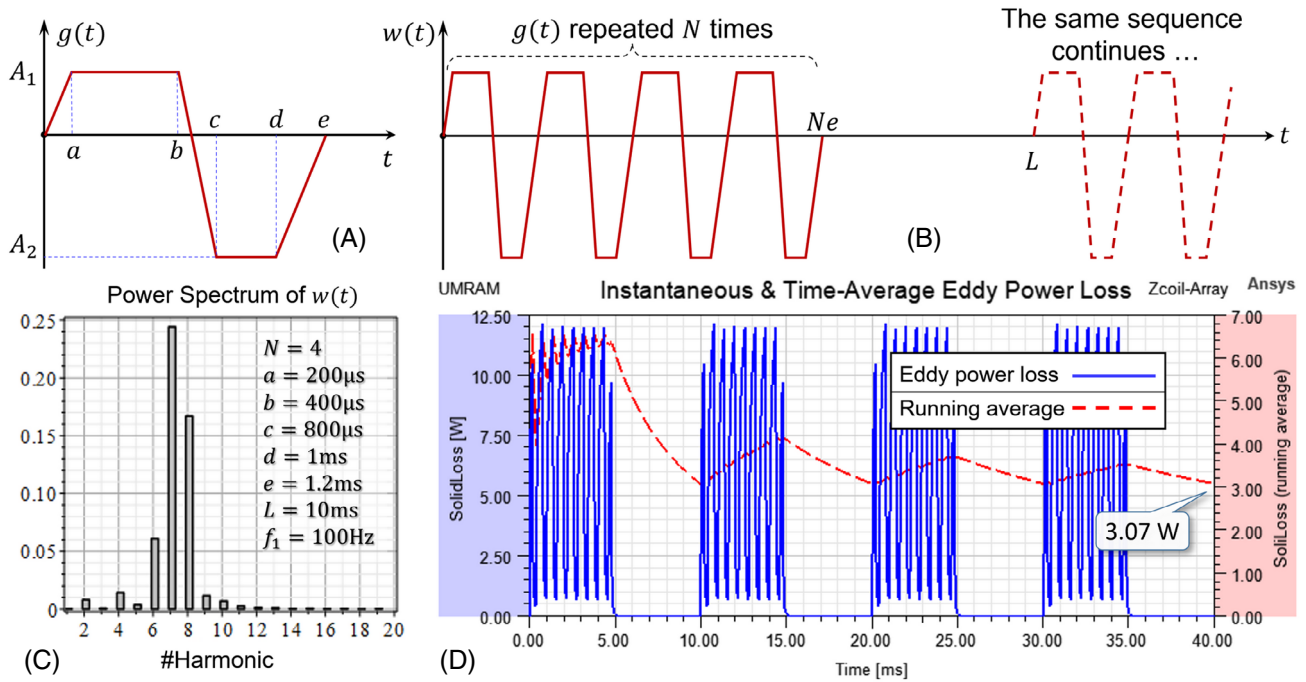 g(t)
A₁
A₂
a
b
c
d
e
t
(A)
w(t)
g(t) repeated N times
Ne
L
The same sequence
continues …
t
(B)
Power Spectrum of w(t)
0.25
0.20
0.15
0.10
0.05
0
2 4 6 8 10 12 14 16 18 20
#Harmonic
N = 4
a = 200μs
b = 400μs
c = 800μs
d = 1ms
e = 1.2ms
L = 10ms
f₁ = 100Hz
(C)
UMRAM
Instantaneous & Time-Average Eddy Power Loss
Zcoil-Array
Ansys
12.50
10.00
7.50
5.00
2.50
0.00
SolidLoss [W]
Eddy power loss
Running average
3.07 W
7.00
6.00
5.00
4.00
3.00
2.00
1.00
0.00
SoliLoss (running average)
0.00 5.00 10.00 15.00 20.00 25.00 30.00 35.00 40.00
Time [ms]
(D)